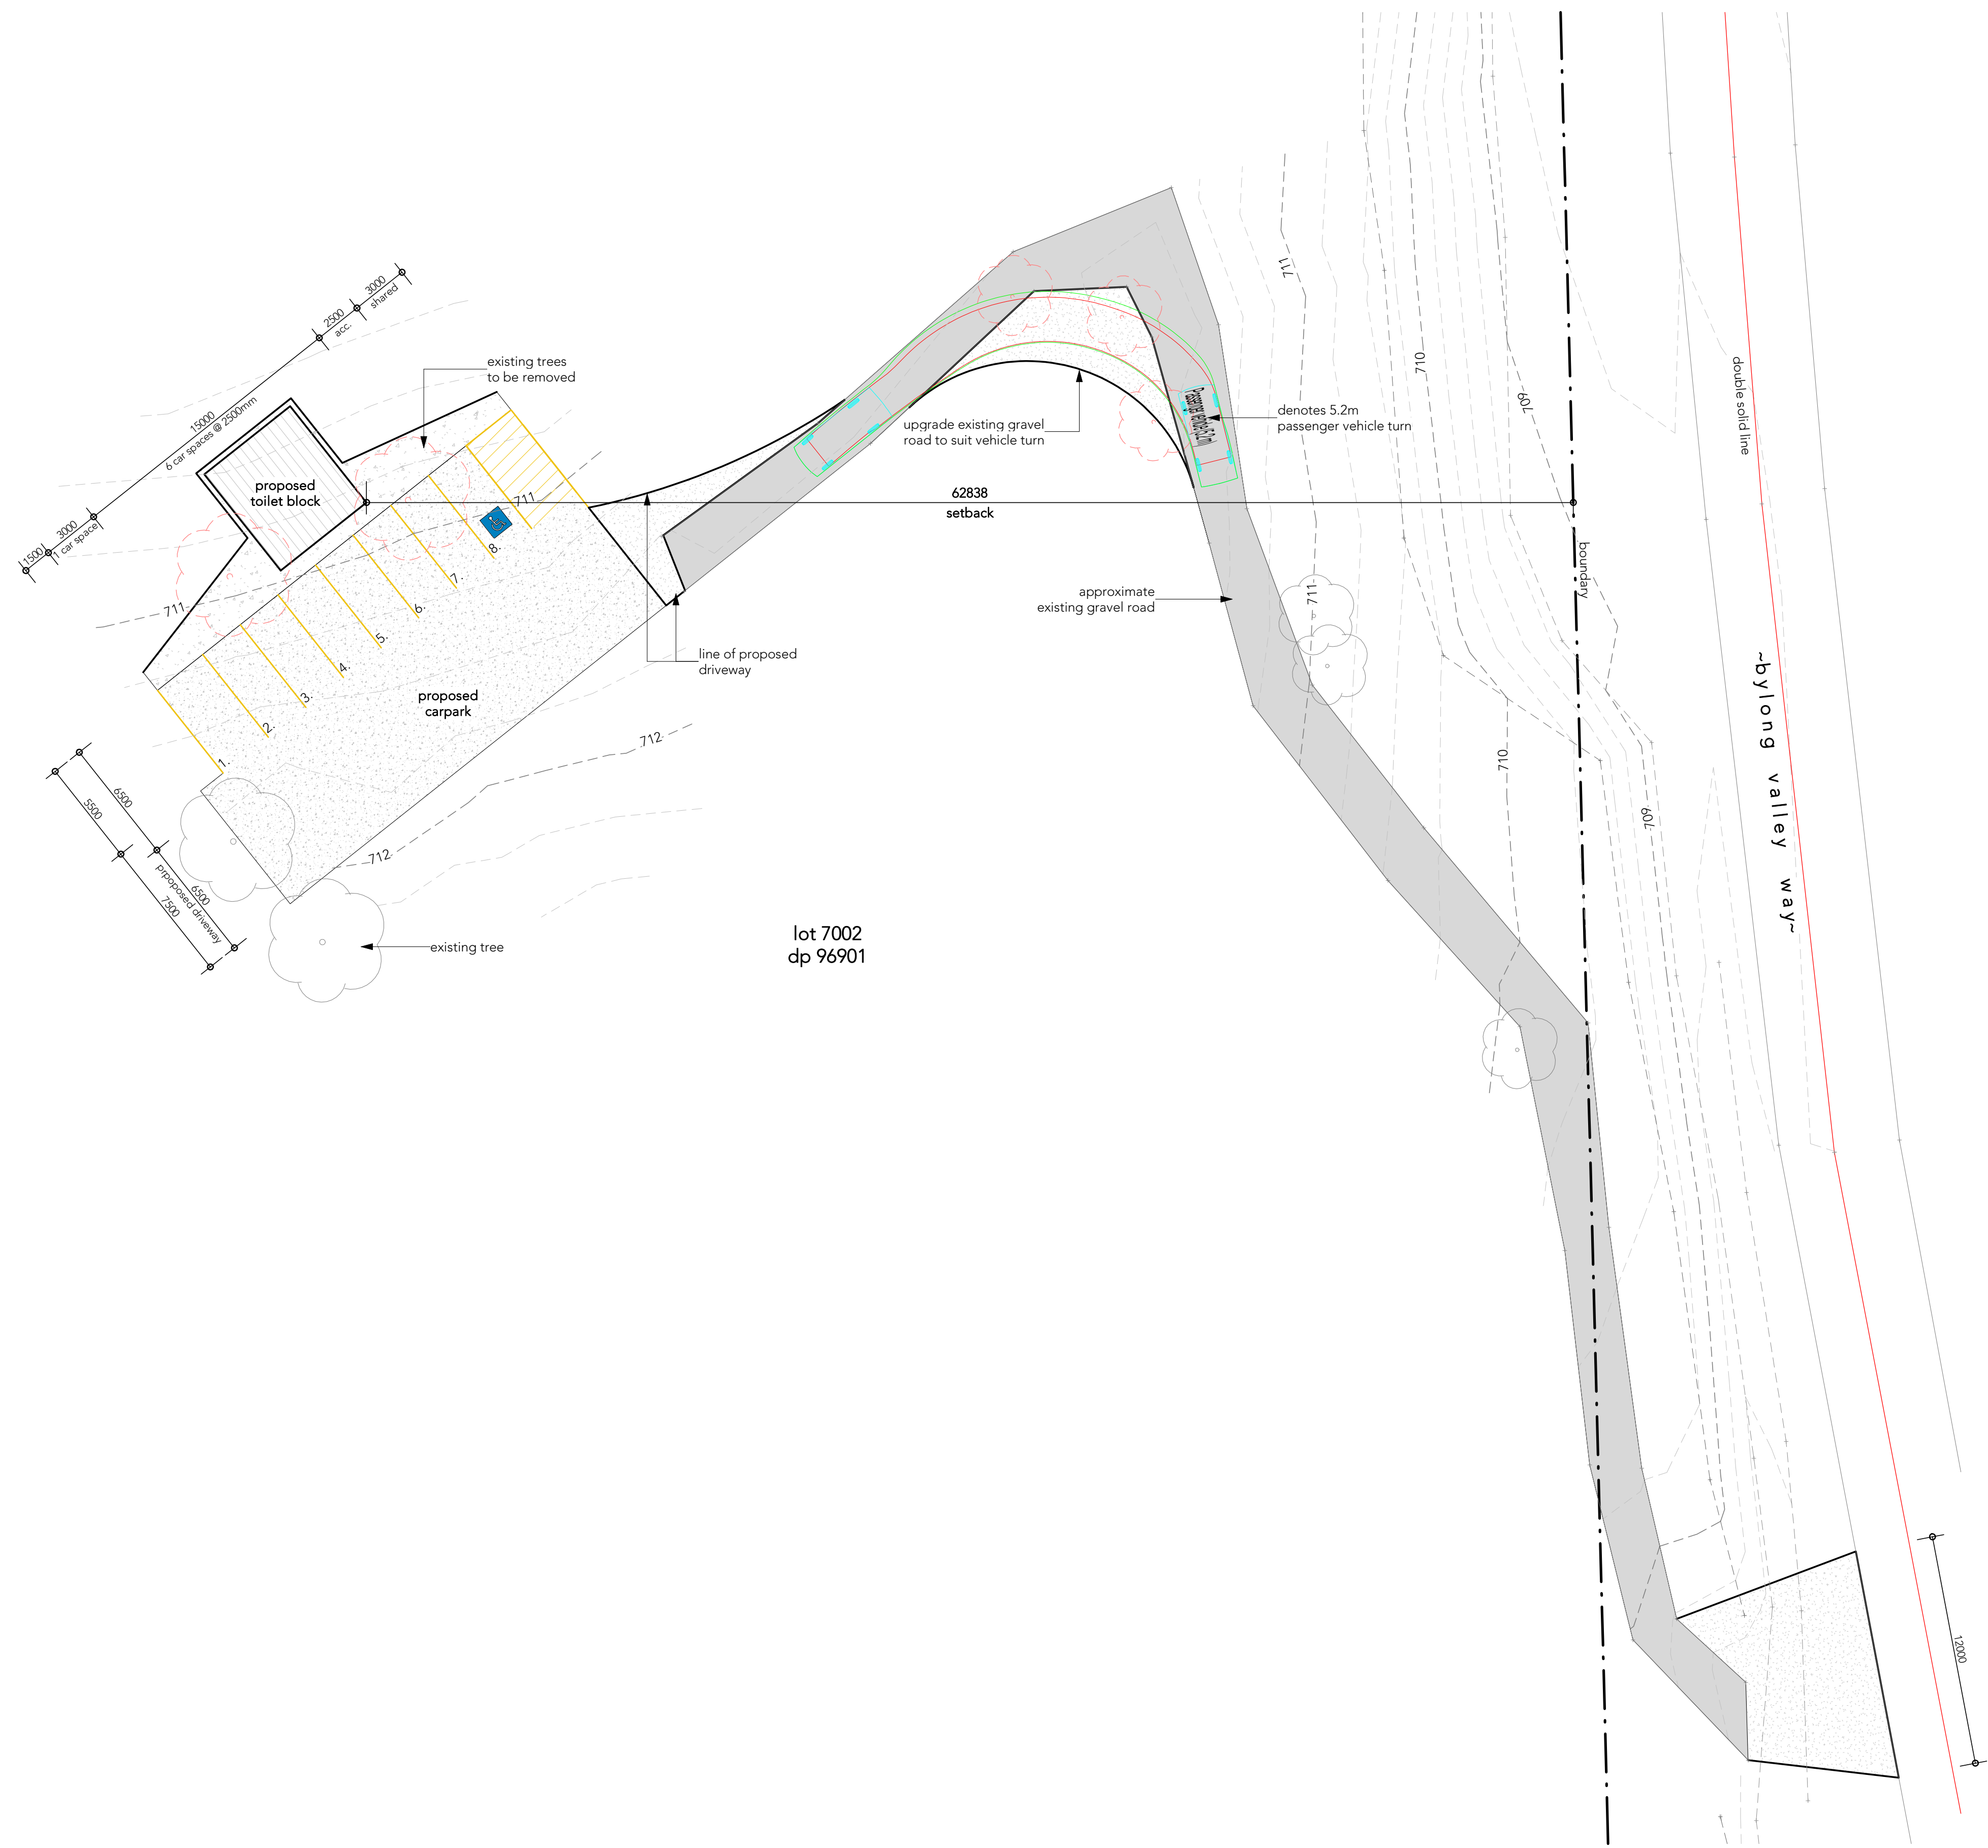 711
710
709
3000
shared
2500
acc.
15000
6 car spaces @ 2500mm
3000
1 car space
1500
existing trees
to be removed
proposed
toilet block
711
711
8.
7.
6.
5.
4.
3.
2.
1.
62838
setback
upgrade existing gravel
road to suit vehicle turn
Passenger vehicle (5.2 m)
denotes 5.2m
passenger vehicle turn
double solid line
boundary
approximate
existing gravel road
711
line of proposed
driveway
proposed
carpark
712
712
710
709
~bylong valley way~
6500
5500
6500
prpoposed driveway
7500
existing tree
lot 7002
dp 96901
12000